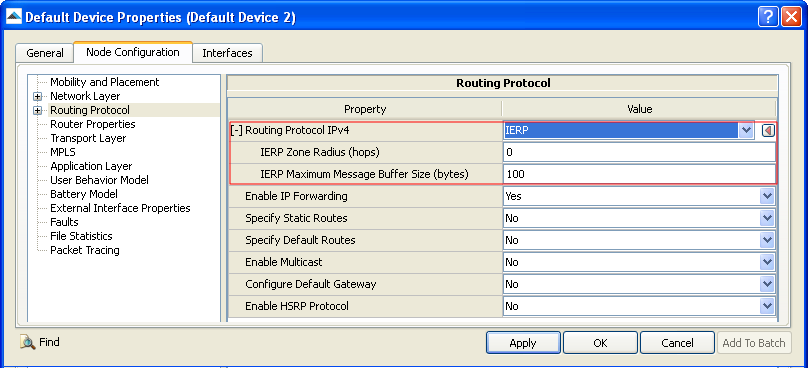 Default Device Properties (Default Device 2)
General Node Configuration Interfaces
Mobility and Placement
Network Layer
Routing Protocol
Router Properties
Transport Layer
MPLS
Application Layer
User Behavior Model
Battery Model
External Interface Properties
Faults
File Statistics
Packet Tracing
Routing Protocol
Property Value
[-] Routing Protocol IPv4 IERP
IERP Zone Radius (hops) 0
IERP Maximum Message Buffer Size (bytes) 100
Enable IP Forwarding Yes
Specify Static Routes No
Specify Default Routes No
Enable Multicast No
Configure Default Gateway No
Enable HSRP Protocol No
Find Apply OK Cancel Add To Batch